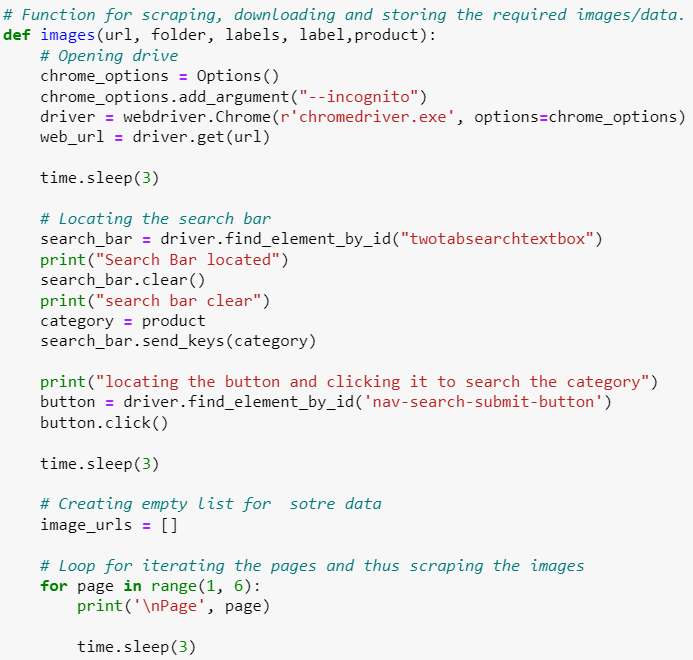 # Function for scraping, downloading and storing the required images/data.
def images(url, folder, labels, label,product):
    # Opening drive
    chrome_options = Options()
    chrome_options.add_argument("--incognito")
    driver = webdriver.Chrome(r'chromedriver.exe', options=chrome_options)
    web_url = driver.get(url)

    time.sleep(3)

    # Locating the search bar
    search_bar = driver.find_element_by_id("twotabsearchtextbox")
    print("Search Bar located")
    search_bar.clear()
    print("search bar clear")
    category = product
    search_bar.send_keys(category)

    print("locating the button and clicking it to search the category")
    button = driver.find_element_by_id('nav-search-submit-button')
    button.click()

    time.sleep(3)

    # Creating empty list for  sotre data
    image_urls = []

    # Loop for iterating the pages and thus scraping the images
    for page in range(1, 6):
        print('\nPage', page)

        time.sleep(3)